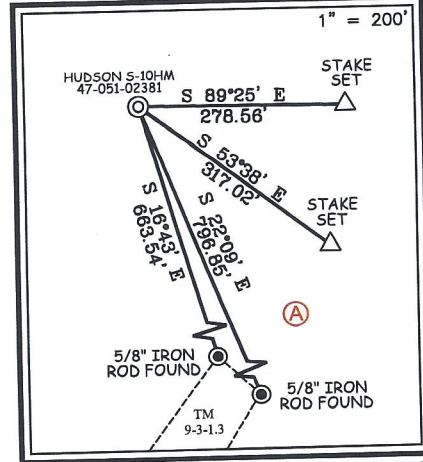 1" = 200'
HUDSON S-10HM
47-051-02381
STAKE
SET
S 89°25' E
278.56'
S 53°38' E
317.02'
STAKE
SET
S 22°09' E
796.85'
S 16°43' E
663.54'
A
5/8" IRON
ROD FOUND
5/8" IRON
ROD FOUND
TM
9-3-1.3